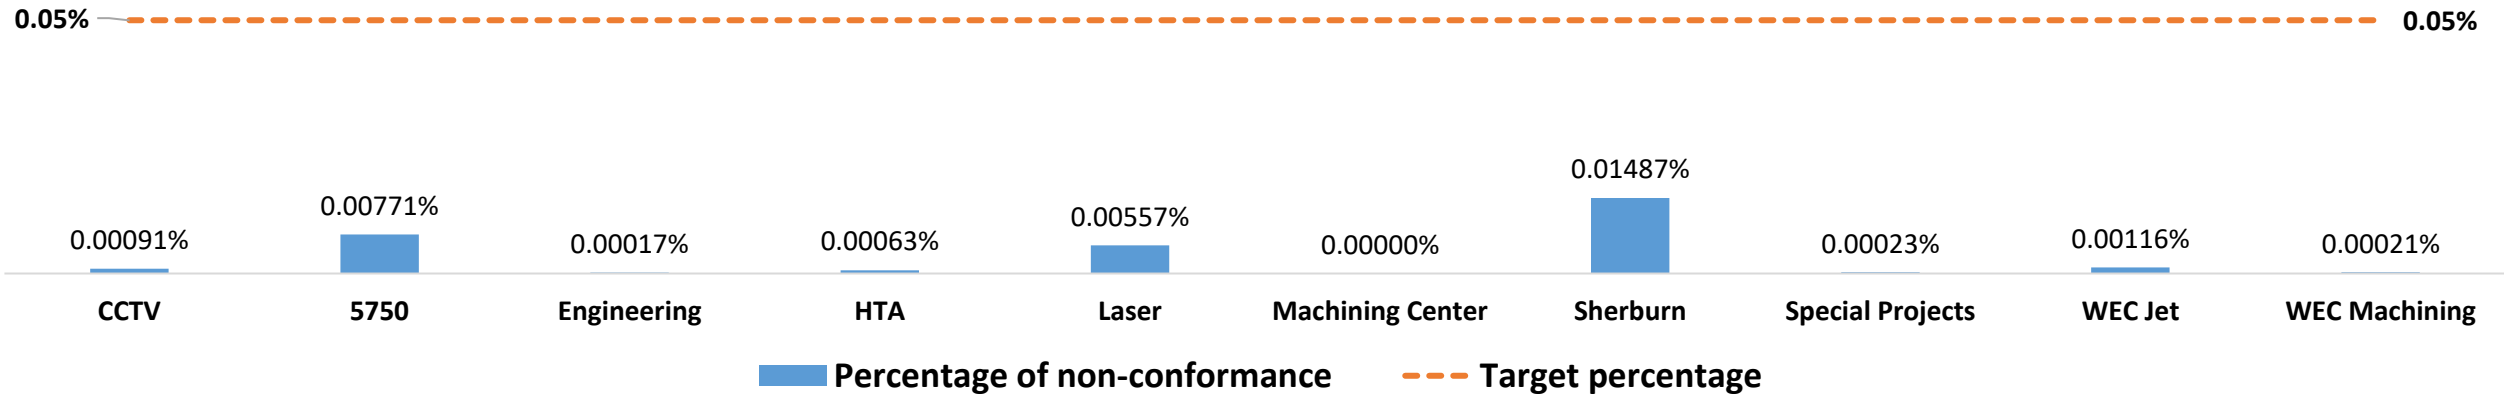 0.05% 0.05%
0.01487%
0.00771%
0.00557%
0.00091% 0.00017% 0.00063% 0.00000% 0.00023% 0.00116% 0.00021%
CCTV 5750 Engineering HTA Laser Machining Center Sherburn Special Projects WEC Jet WEC Machining
Percentage of non-conformance Target percentage